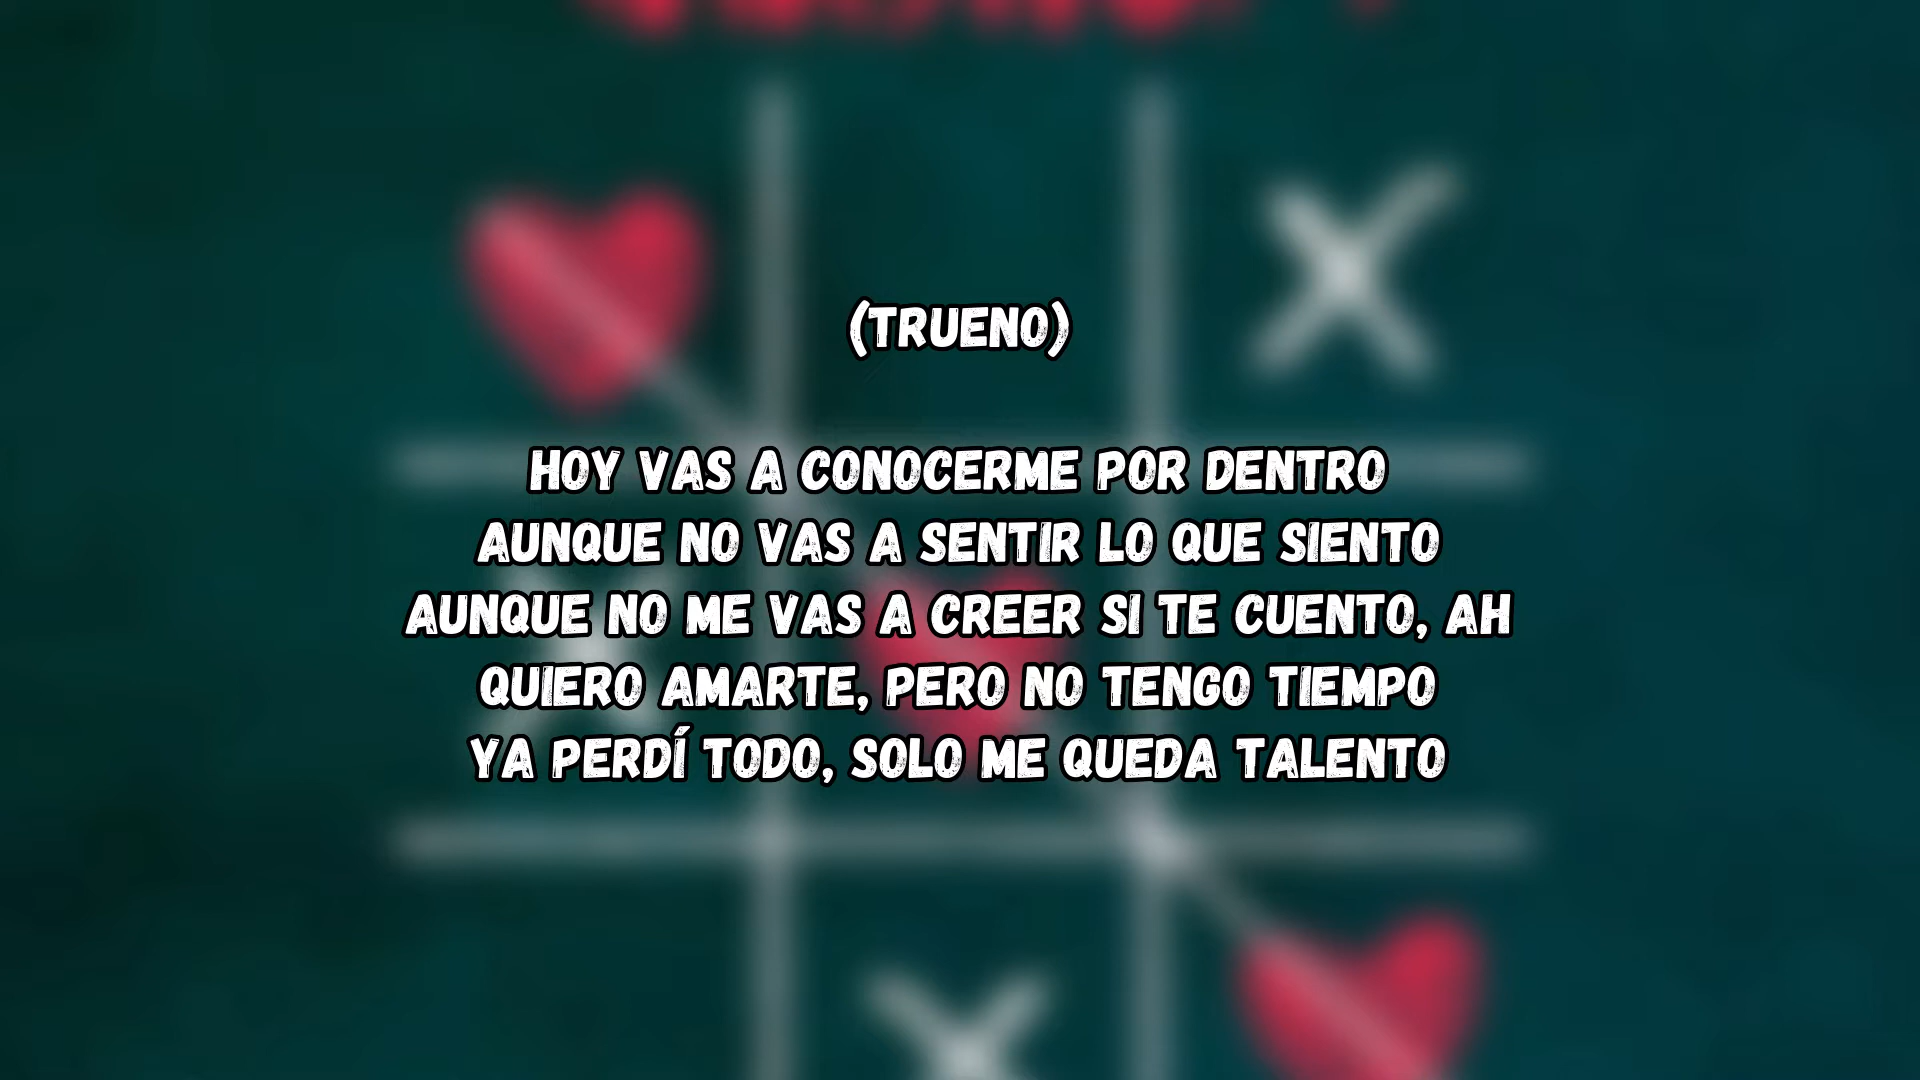 (TRUENO)
HOY VAS A CONOCERME POR DENTRO
AUNQUE NO VAS A SENTIR LO QUE SIENTO
AUNQUE NO ME VAS A CREER SI TE CUENTO, AH
QUIERO AMARTE, PERO NO TENGO TIEMPO
YA PERDÍ TODO, SOLO ME QUEDA TALENTO